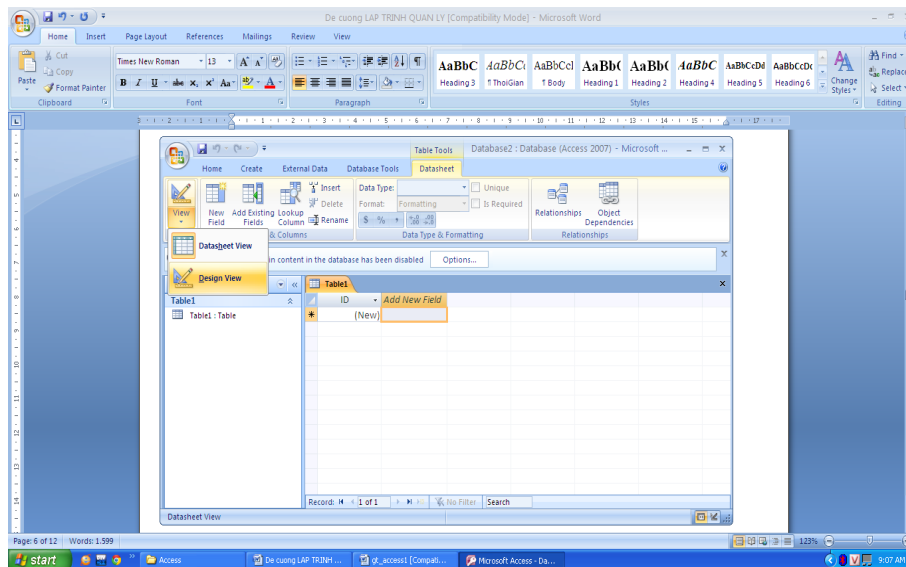 De cuong LAP TRINH QUAN LY [Compatibility Mode] - Microsoft Word
Home Insert Page Layout References Mailings Review View
Cut
Copy
Format Painter
Paste
Clipboard
Times New Roman 13
Font
Paragraph
AaBbC AaBbCc AaBbCcI AaBb( AaBb( AaBbC AaBbCcDd AaBbCcDc
Heading 3 ¶ ThoiGian ¶ Body Heading 1 Heading 2 Heading 4 Heading 5 Heading 6
Change Styles
Styles
Find
Replace
Select
Editing
Table Tools Database2 : Database (Access 2007) - Microsoft ...
Home Create External Data Database Tools Datasheet
View
New Field
Add Existing Fields
Lookup Column
Insert
Delete
Rename
& Columns
Data Type:
Format: Formatting
Unique
Is Required
$ % ,
Data Type & Formatting
Relationships
Object Dependencies
Relationships
Datasheet View
Design View
in content in the database has been disabled Options...
Table1
Table1 : Table
Table1
ID Add New Field
* (New)
Record: 1 of 1 No Filter Search
Datasheet View
Page: 6 of 12 Words: 1.599 123%
start Access De cuong LAP TRINH ... gt_access1 [Compati... Microsoft Access - Da... 9:07 AM